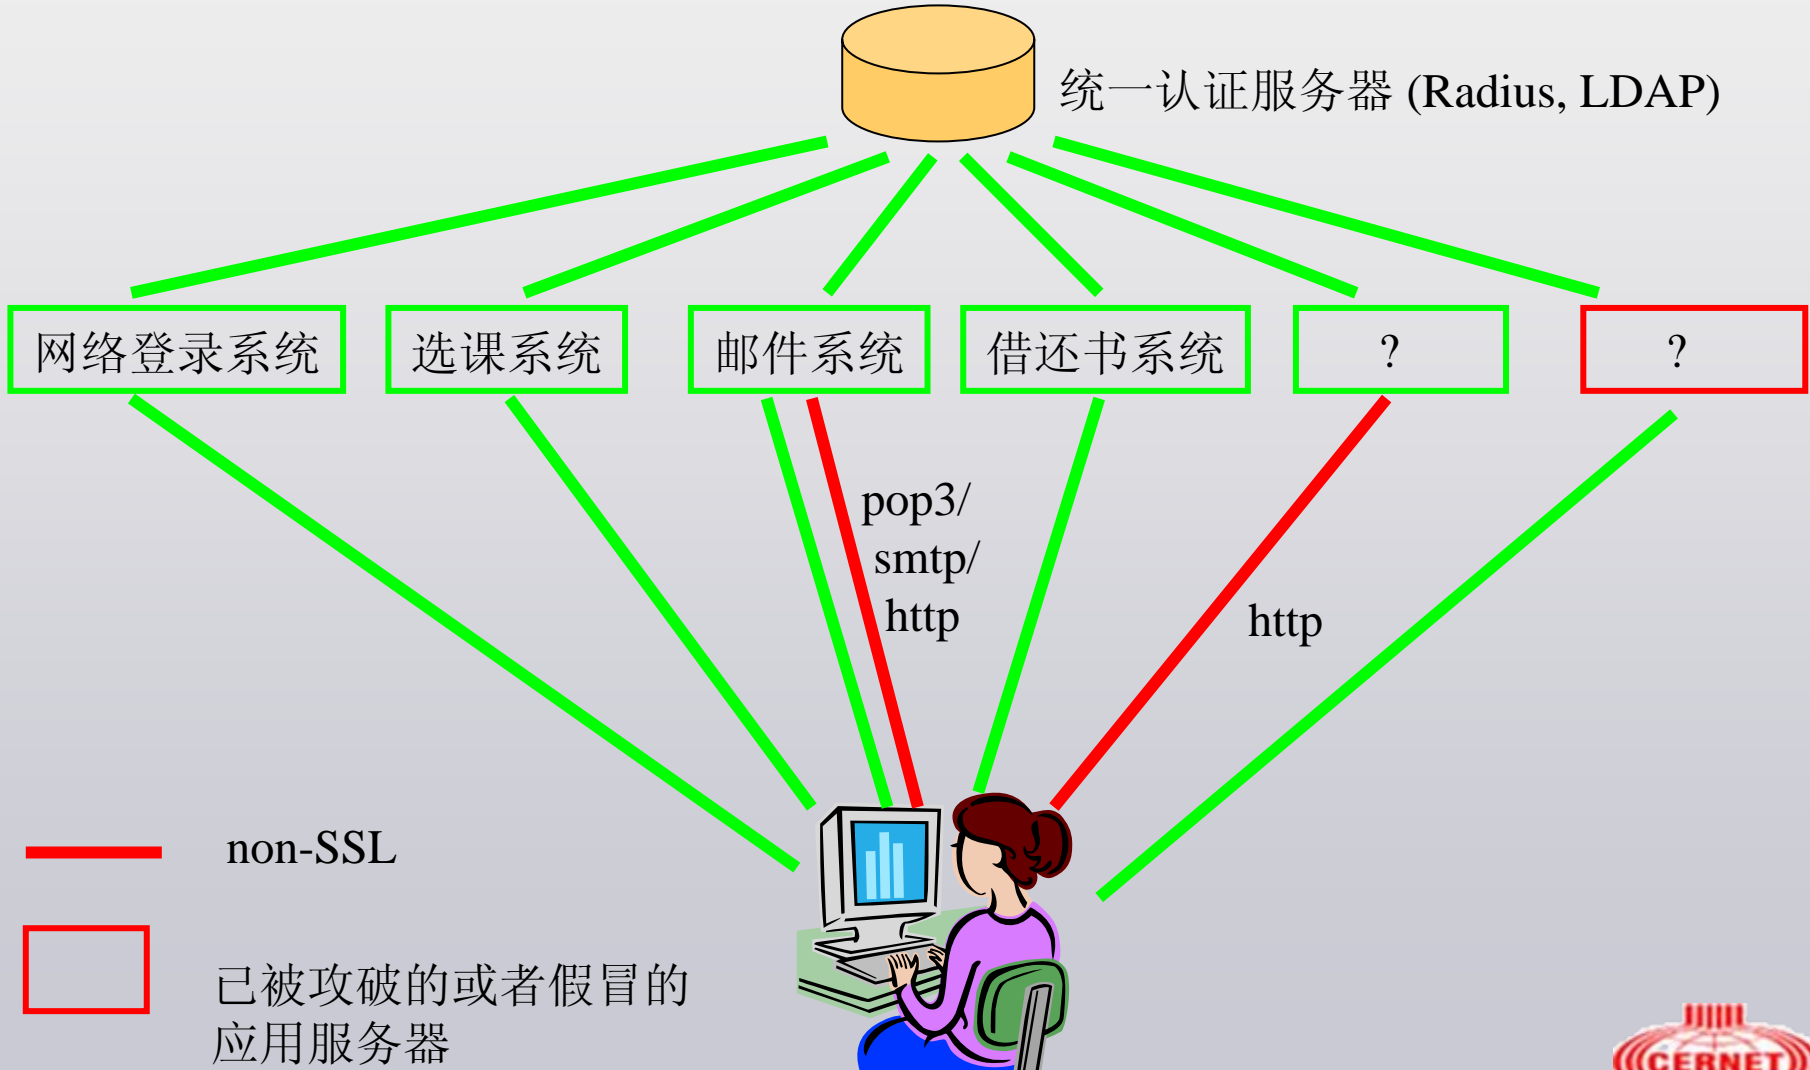 统一认证服务器 (Radius, LDAP)
网络登录系统
选课系统
邮件系统
借还书系统
?
?
pop3/
smtp/
http
http
non-SSL
已被攻破的或者假冒的
应用服务器
CERNET